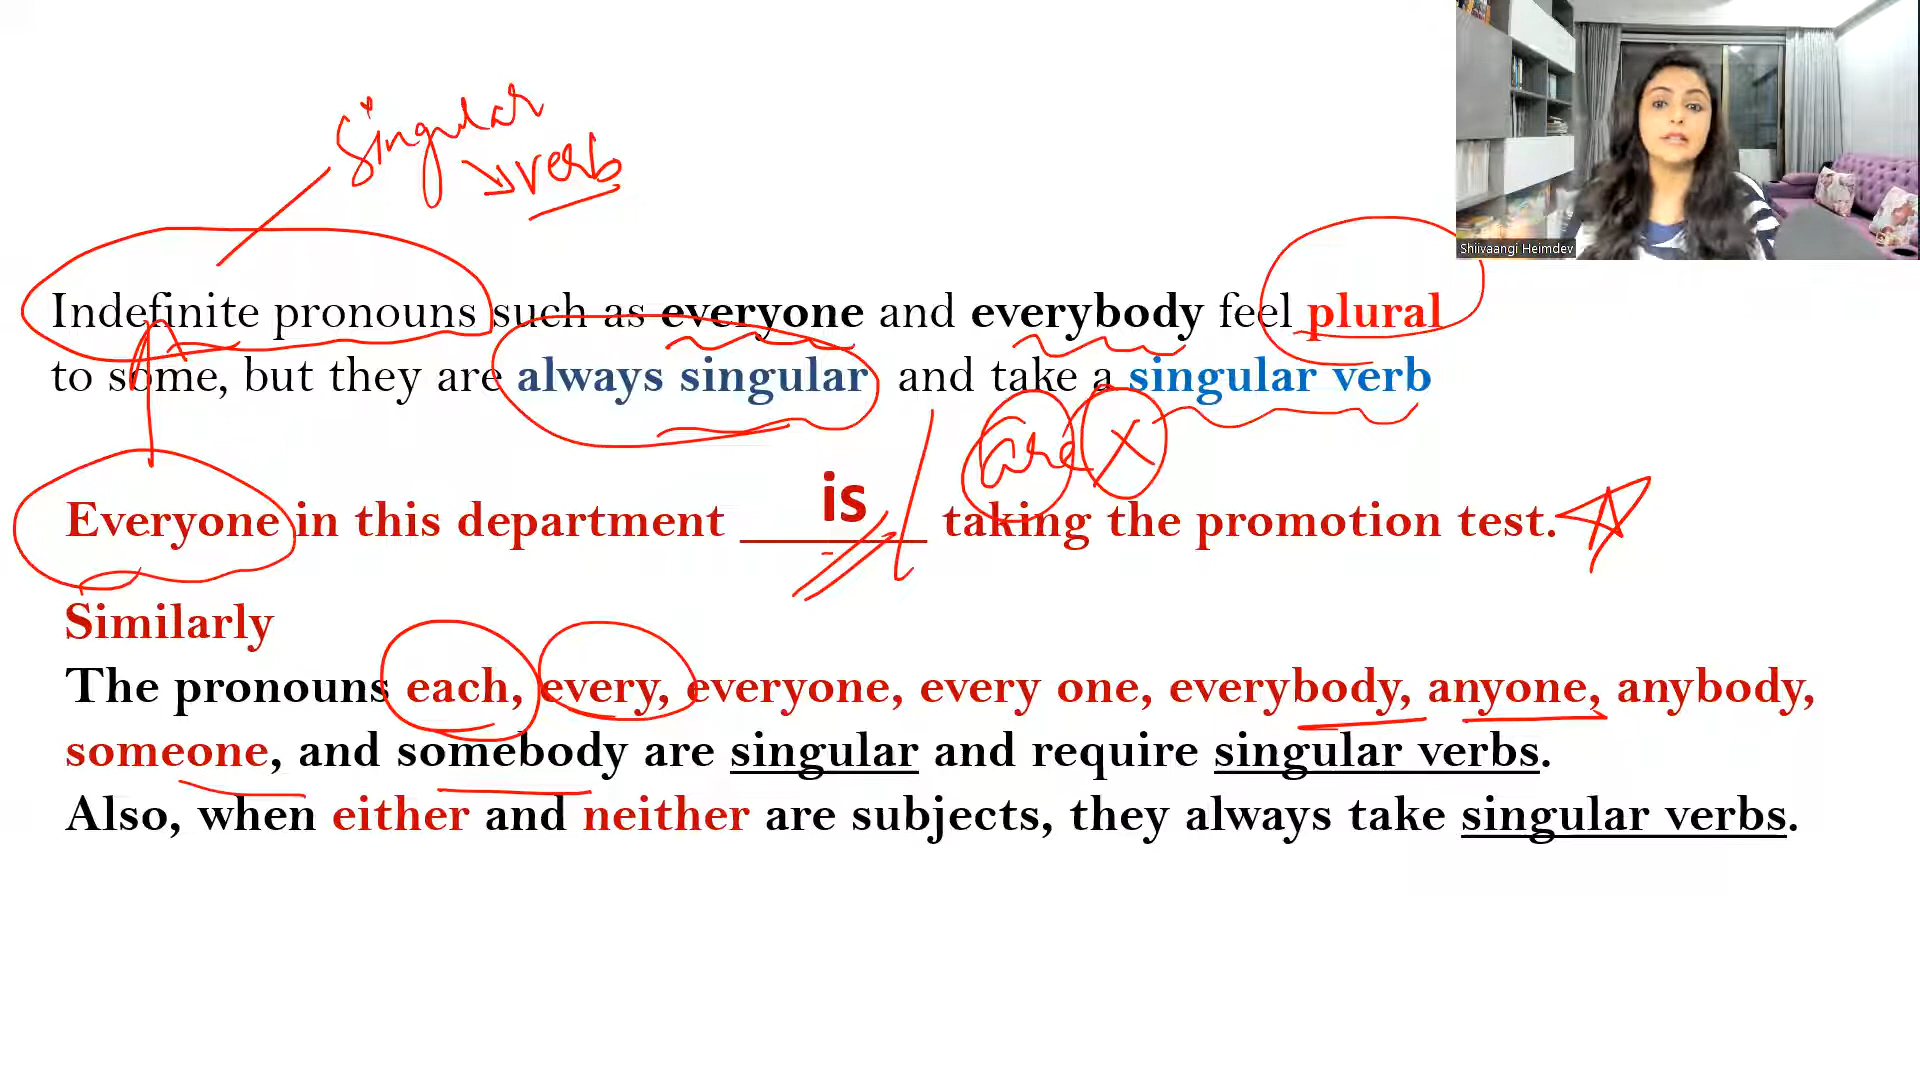 singular
verb
Shiivaangi Heimdev
Indefinite pronouns such as everyone and everybody feel plural
to some, but they are always singular and take a singular verb
are X
Everyone in this department ________ is taking the promotion test.
Similarly
The pronouns each, every, everyone, every one, everybody, anyone, anybody,
someone, and somebody are singular and require singular verbs.
Also, when either and neither are subjects, they always take singular verbs.